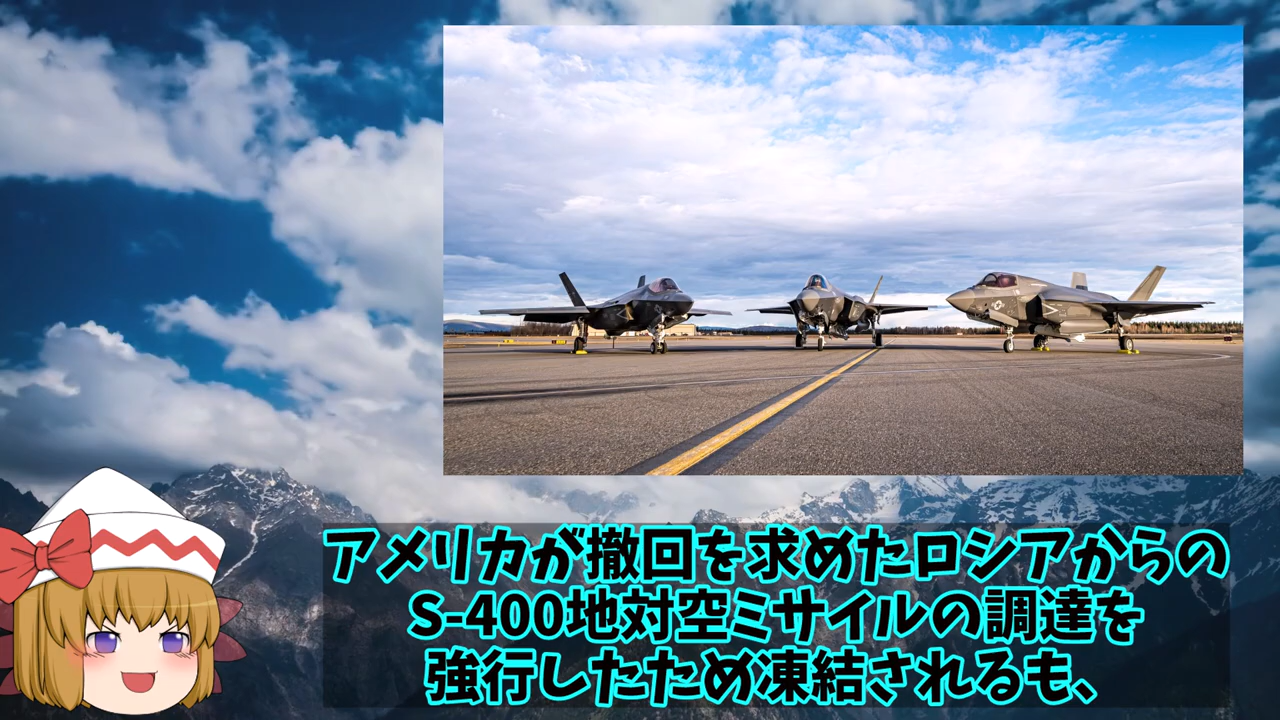 アメリカが撤回を求めたロシアからの
S-400地対空ミサイルの調達を
強行したため凍結されるも、